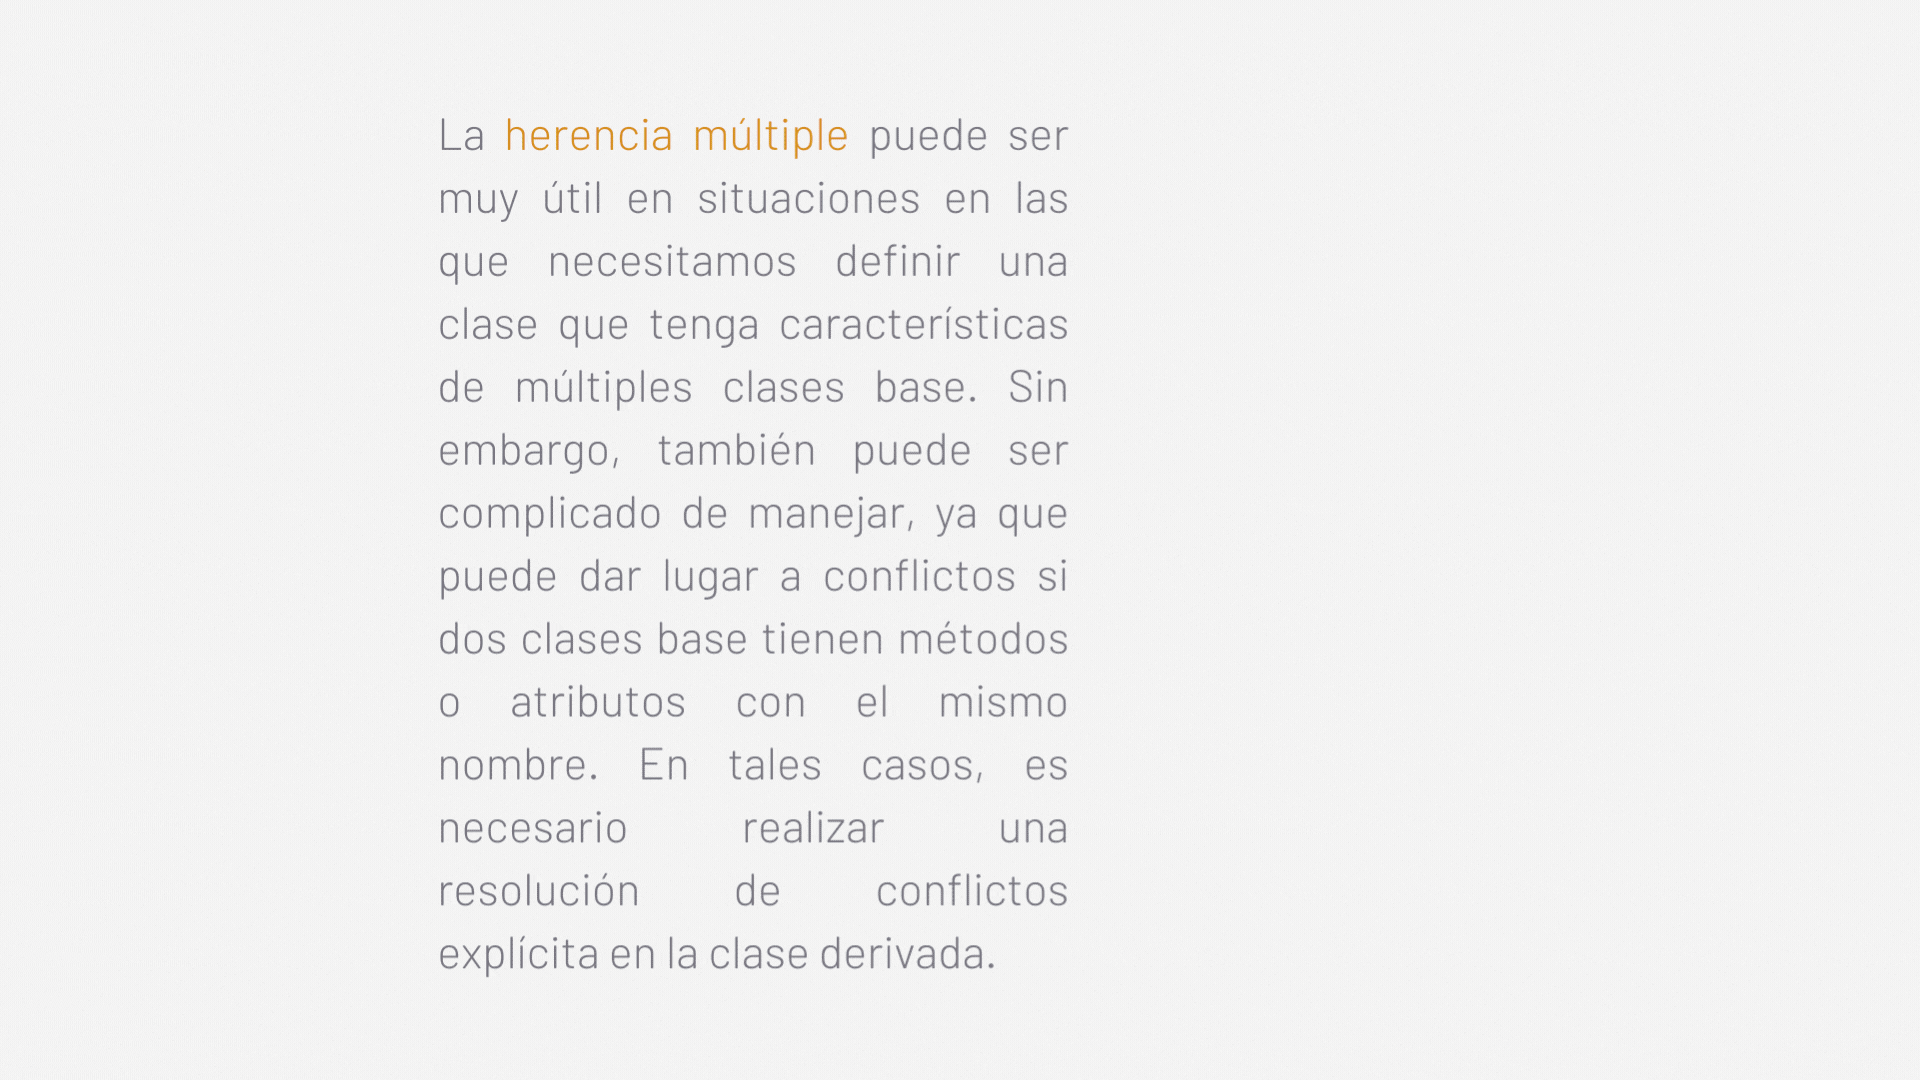 La herencia múltiple puede ser
muy útil en situaciones en las
que necesitamos definir una
clase que tenga características
de múltiples clases base. Sin
embargo, también puede ser
complicado de manejar, ya que
puede dar lugar a conflictos si
dos clases base tienen métodos
o atributos con el mismo
nombre. En tales casos, es
necesario realizar una
resolución de conflictos
explícita en la clase derivada.